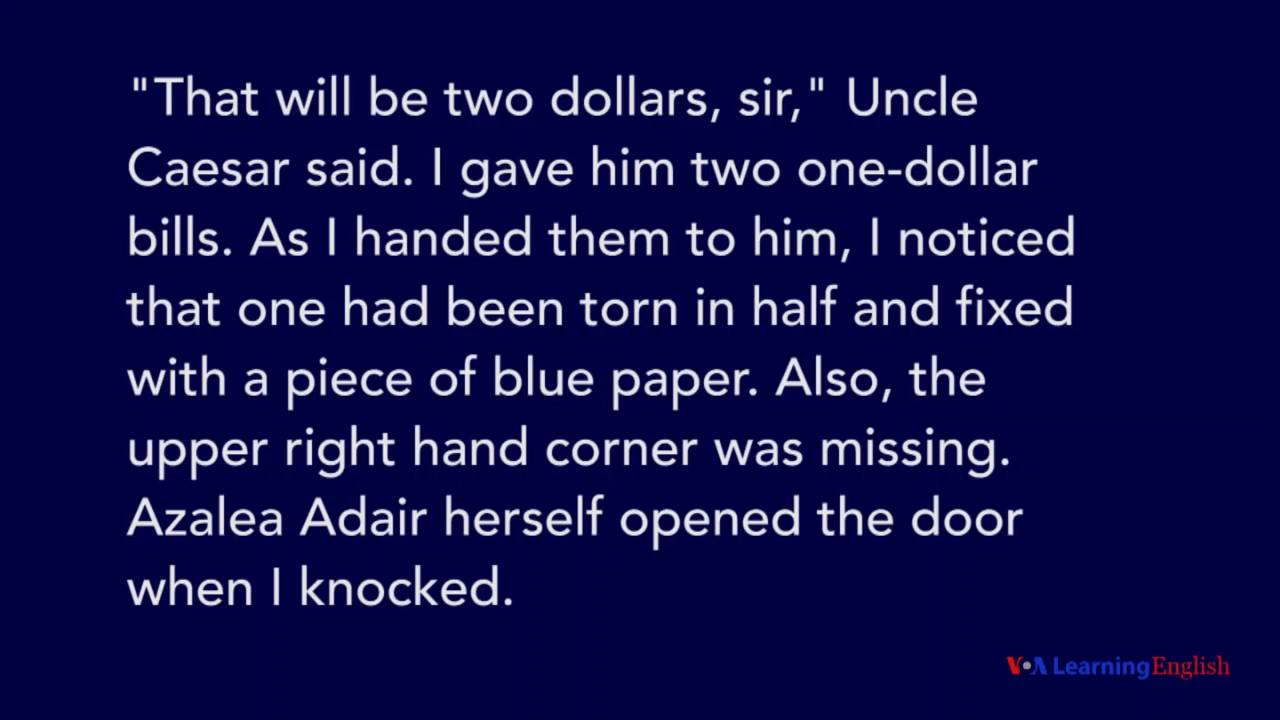 "That will be two dollars, sir," Uncle
Caesar said. I gave him two one-dollar
bills. As I handed them to him, I noticed
that one had been torn in half and fixed
with a piece of blue paper. Also, the
upper right hand corner was missing.
Azalea Adair herself opened the door
when I knocked.
VOA Learning English